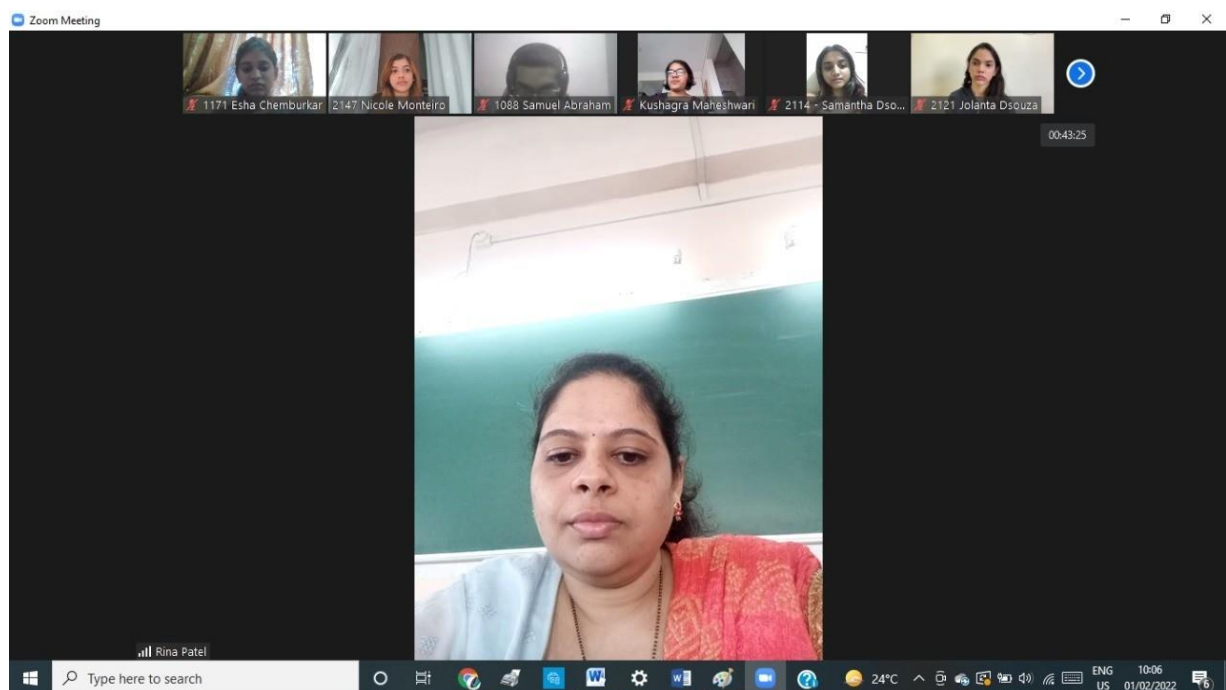 Zoom Meeting
1171 Esha Chemburkar
2147 Nicole Monteiro
1088 Samuel Abraham
Kushagra Maheshwari
2114 - Samantha Dso...
2121 Jolanta Dsouza
00:43:25
Rina Patel
Type here to search
24°C
ENG
US
10:06
01/02/2022
6